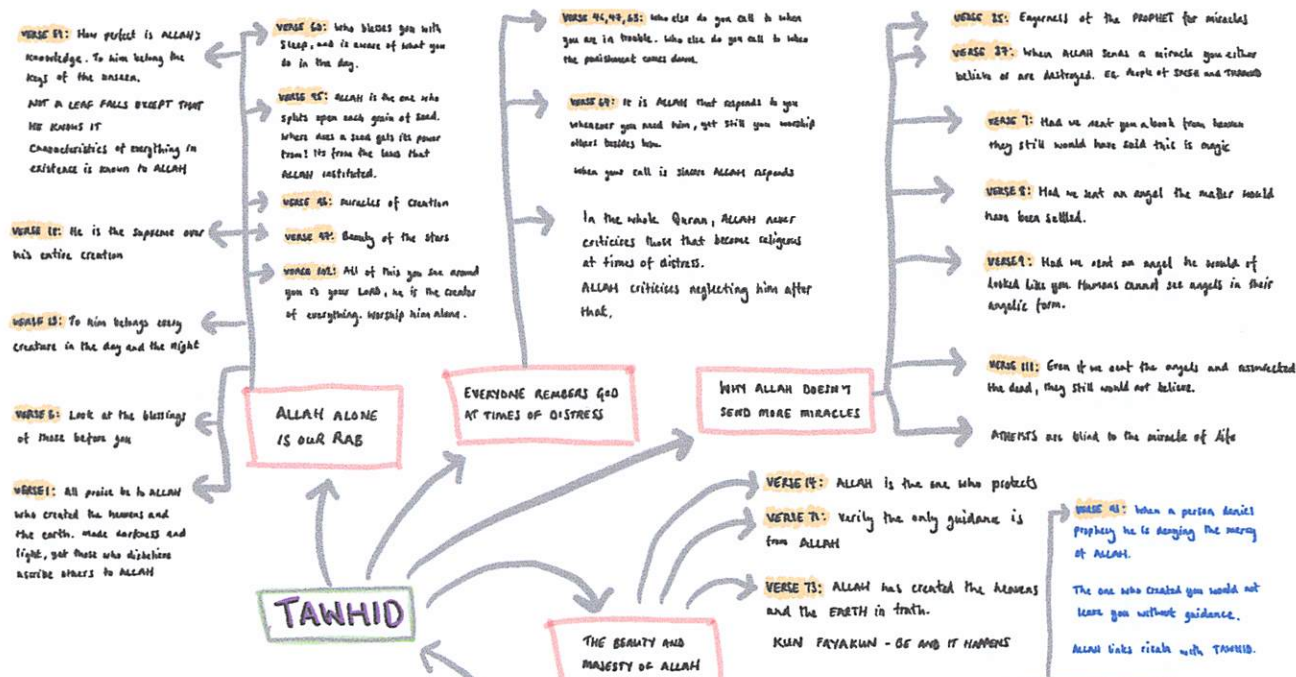 VERSE 59: How perfect is ALLAH's
knowledge. To him belong the
keys of the unseen.
NOT A LEAF FALLS EXCEPT THAT
HE KNOWS IT
Characteristics of everything in
existence is known to ALLAH
VERSE 18: He is the supreme over
his entire creation
VERSE 13: To him belongs every
creature in the day and the night
VERSE 6: Look at the blessings
of those before you
VERSE 1: All praise be to ALLAH
who created the heavens and
the earth. made darkness and
light, yet those who disbelieve
ascribe others to ALLAH
VERSE 60: Who blesses you with
sleep, and is aware of what you
do in the day.
VERSE 95: ALLAH is the one who
splits open each grain of seed.
Where does a seed gets its power
from? Its from the laws that
ALLAH instituted.
VERSE 96: miracles of creation
VERSE 97: Beauty of the stars
VERSE 102: All of this you see around
you is your LORD, he is the creator
of everything. Worship him alone.
ALLAH ALONE
IS OUR RAB
VERSE 46,47,63: Who else do you call to when
you are in trouble. Who else do you call to when
the punishment comes down.
VERSE 64: It is ALLAH that responds to you
whenever you need him, yet still you worship
others besides him.
When your call is sincere ALLAH responds
In the whole Quran, ALLAH never
criticises those that become religious
at times of distress.
ALLAH criticises neglecting him after
that.
EVERYONE REMBERS GOD
AT TIMES OF DISTRESS
WHY ALLAH DOESN'T
SEND MORE MIRACLES
VERSE 35: Eagerness of the PROPHET for miracles
VERSE 37: When ALLAH sends a miracle you either
believe or are destroyed. EG. People of and THAMUD
VERSE 7: Had we sent you a book from heaven
they still would have said this is magic
VERSE 8: Had we sent an angel the matter would
have been settled.
VERSE 9: Had we sent an angel he would of
looked like you. Humans cannot see angels in their
angelic form.
VERSE 111: Even if we sent the angels and resurrected
the dead, they still would not believe.
ATHEISTS are blind to the miracle of life
TAWHID
THE BEAUTY AND
MAJESTY OF ALLAH
VERSE 14: ALLAH is the one who protects
VERSE 71: Verily the only guidance is
from ALLAH
VERSE 73: ALLAH has created the heavens
and the EARTH in truth.
KUN FAYAKUN - BE AND IT HAPPENS
VERSE 91: When a person denies
prophecy he is denying the mercy
of ALLAH.
The one who created you would not
leave you without guidance.
ALLAH links risala with TAWHID.